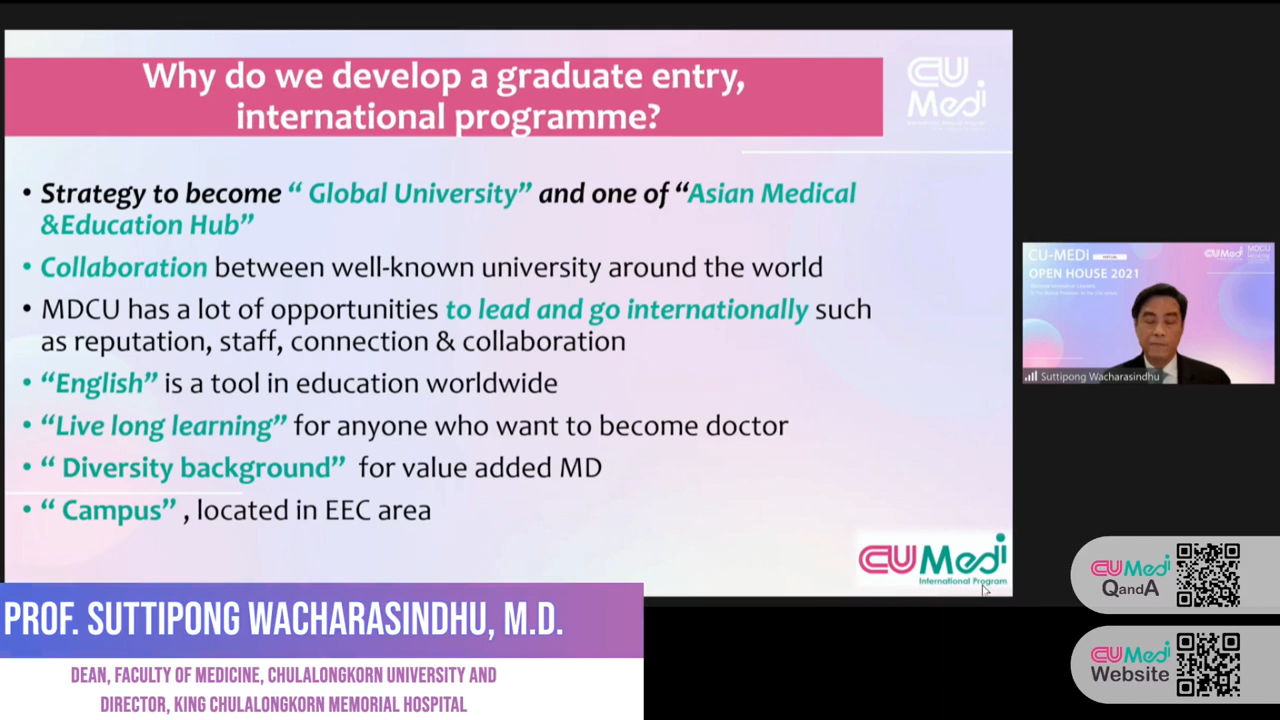 Why do we develop a graduate entry,
international programme?
CU
Medi
• Strategy to become “ Global University” and one of “Asian Medical
&Education Hub”
• Collaboration between well-known university around the world
• MDCU has a lot of opportunities to lead and go internationally such
as reputation, staff, connection & collaboration
• “English” is a tool in education worldwide
• “Live long learning” for anyone who want to become doctor
• “ Diversity background” for value added MD
• “ Campus” , located in EEC area
CUMedi
International Program
CU-MEDI
OPEN HOUSE 2021
CUMedi
MDCU
Suttipong Wacharasindhu
PROF. SUTTIPONG WACHARASINDHU, M.D.
DEAN, FACULTY OF MEDICINE, CHULALONGKORN UNIVERSITY AND
DIRECTOR, KING CHULALONGKORN MEMORIAL HOSPITAL
CUMedi
QandA
CUMedi
Website